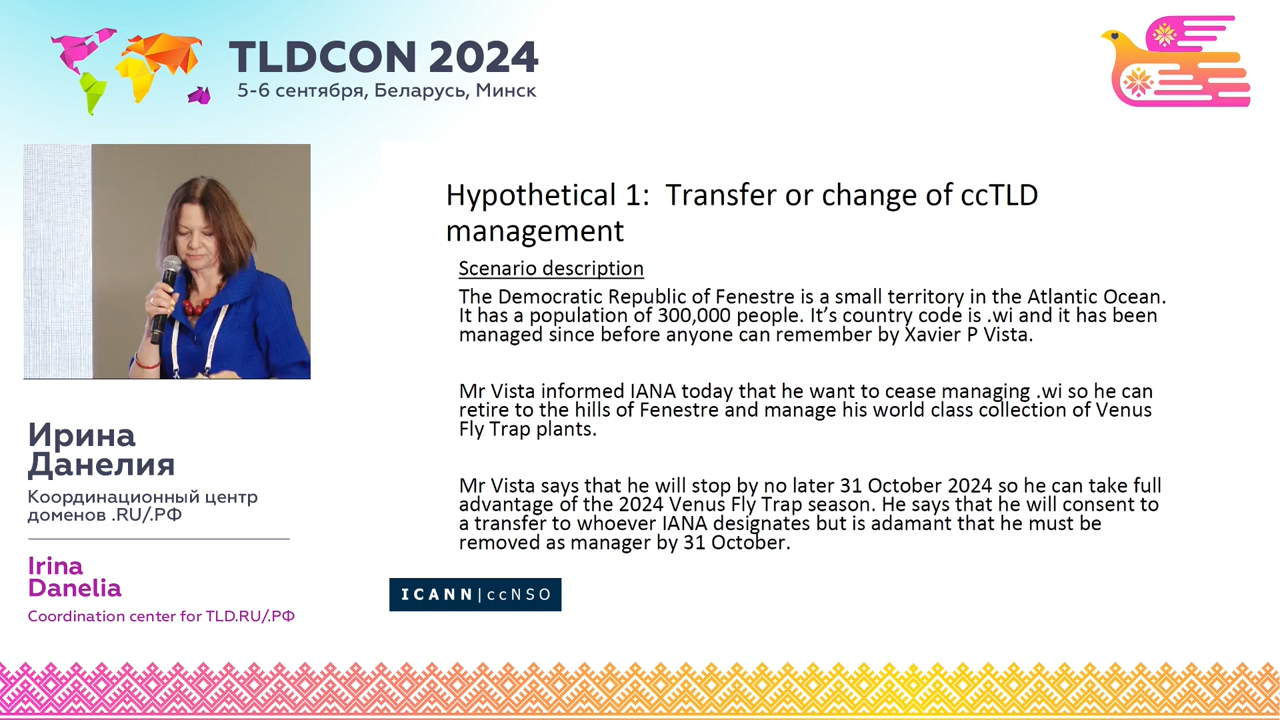 TLDCON 2024
5-6 сентября, Беларусь, Минск
Hypothetical 1:  Transfer or change of ccTLD
management
Scenario description
The Democratic Republic of Fenestre is a small territory in the Atlantic Ocean.
It has a population of 300,000 people. It’s country code is .wi and it has been
managed since before anyone can remember by Xavier P Vista.
Mr Vista informed IANA today that he want to cease managing .wi so he can
retire to the hills of Fenestre and manage his world class collection of Venus
Fly Trap plants.
Mr Vista says that he will stop by no later 31 October 2024 so he can take full
advantage of the 2024 Venus Fly Trap season. He says that he will consent to
a transfer to whoever IANA designates but is adamant that he must be
removed as manager by 31 October.
ICANN|ccNSO
Ирина
Данелия
Координационный центр
доменов .RU/.РФ
Irina
Danelia
Coordination center for TLD.RU/.РФ